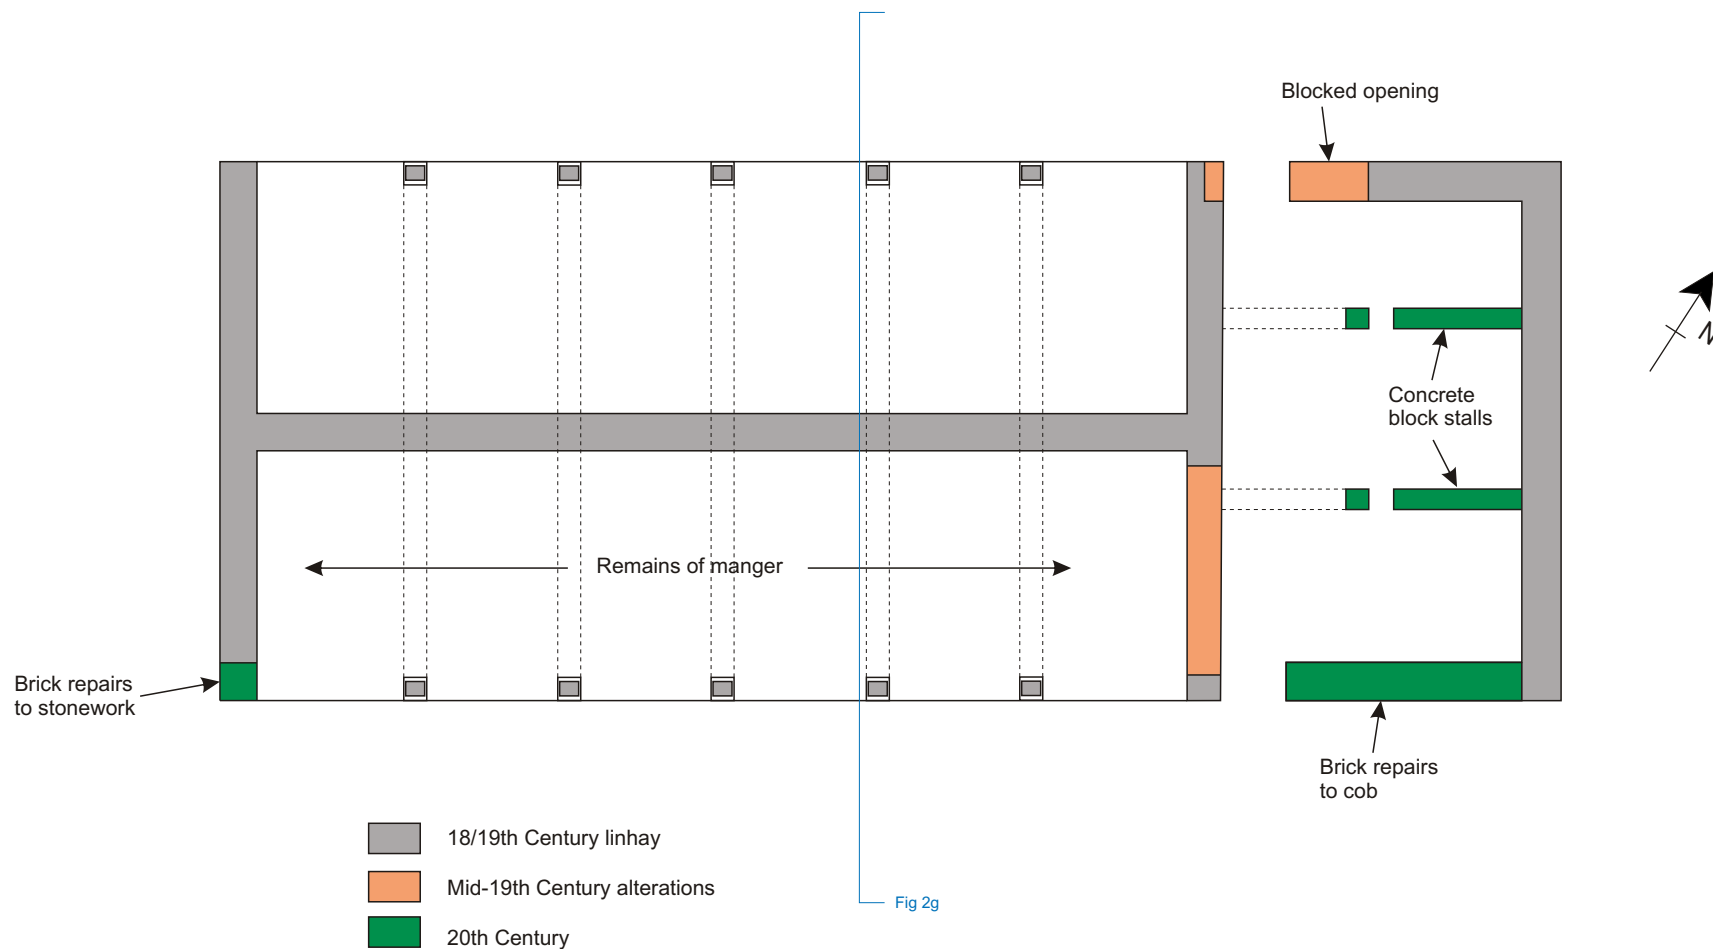 Blocked opening
Concrete
block stalls
Remains of manger
Brick repairs
to stonework
Brick repairs
to cob
18/19th Century linhay
Mid-19th Century alterations
Fig 2g
20th Century